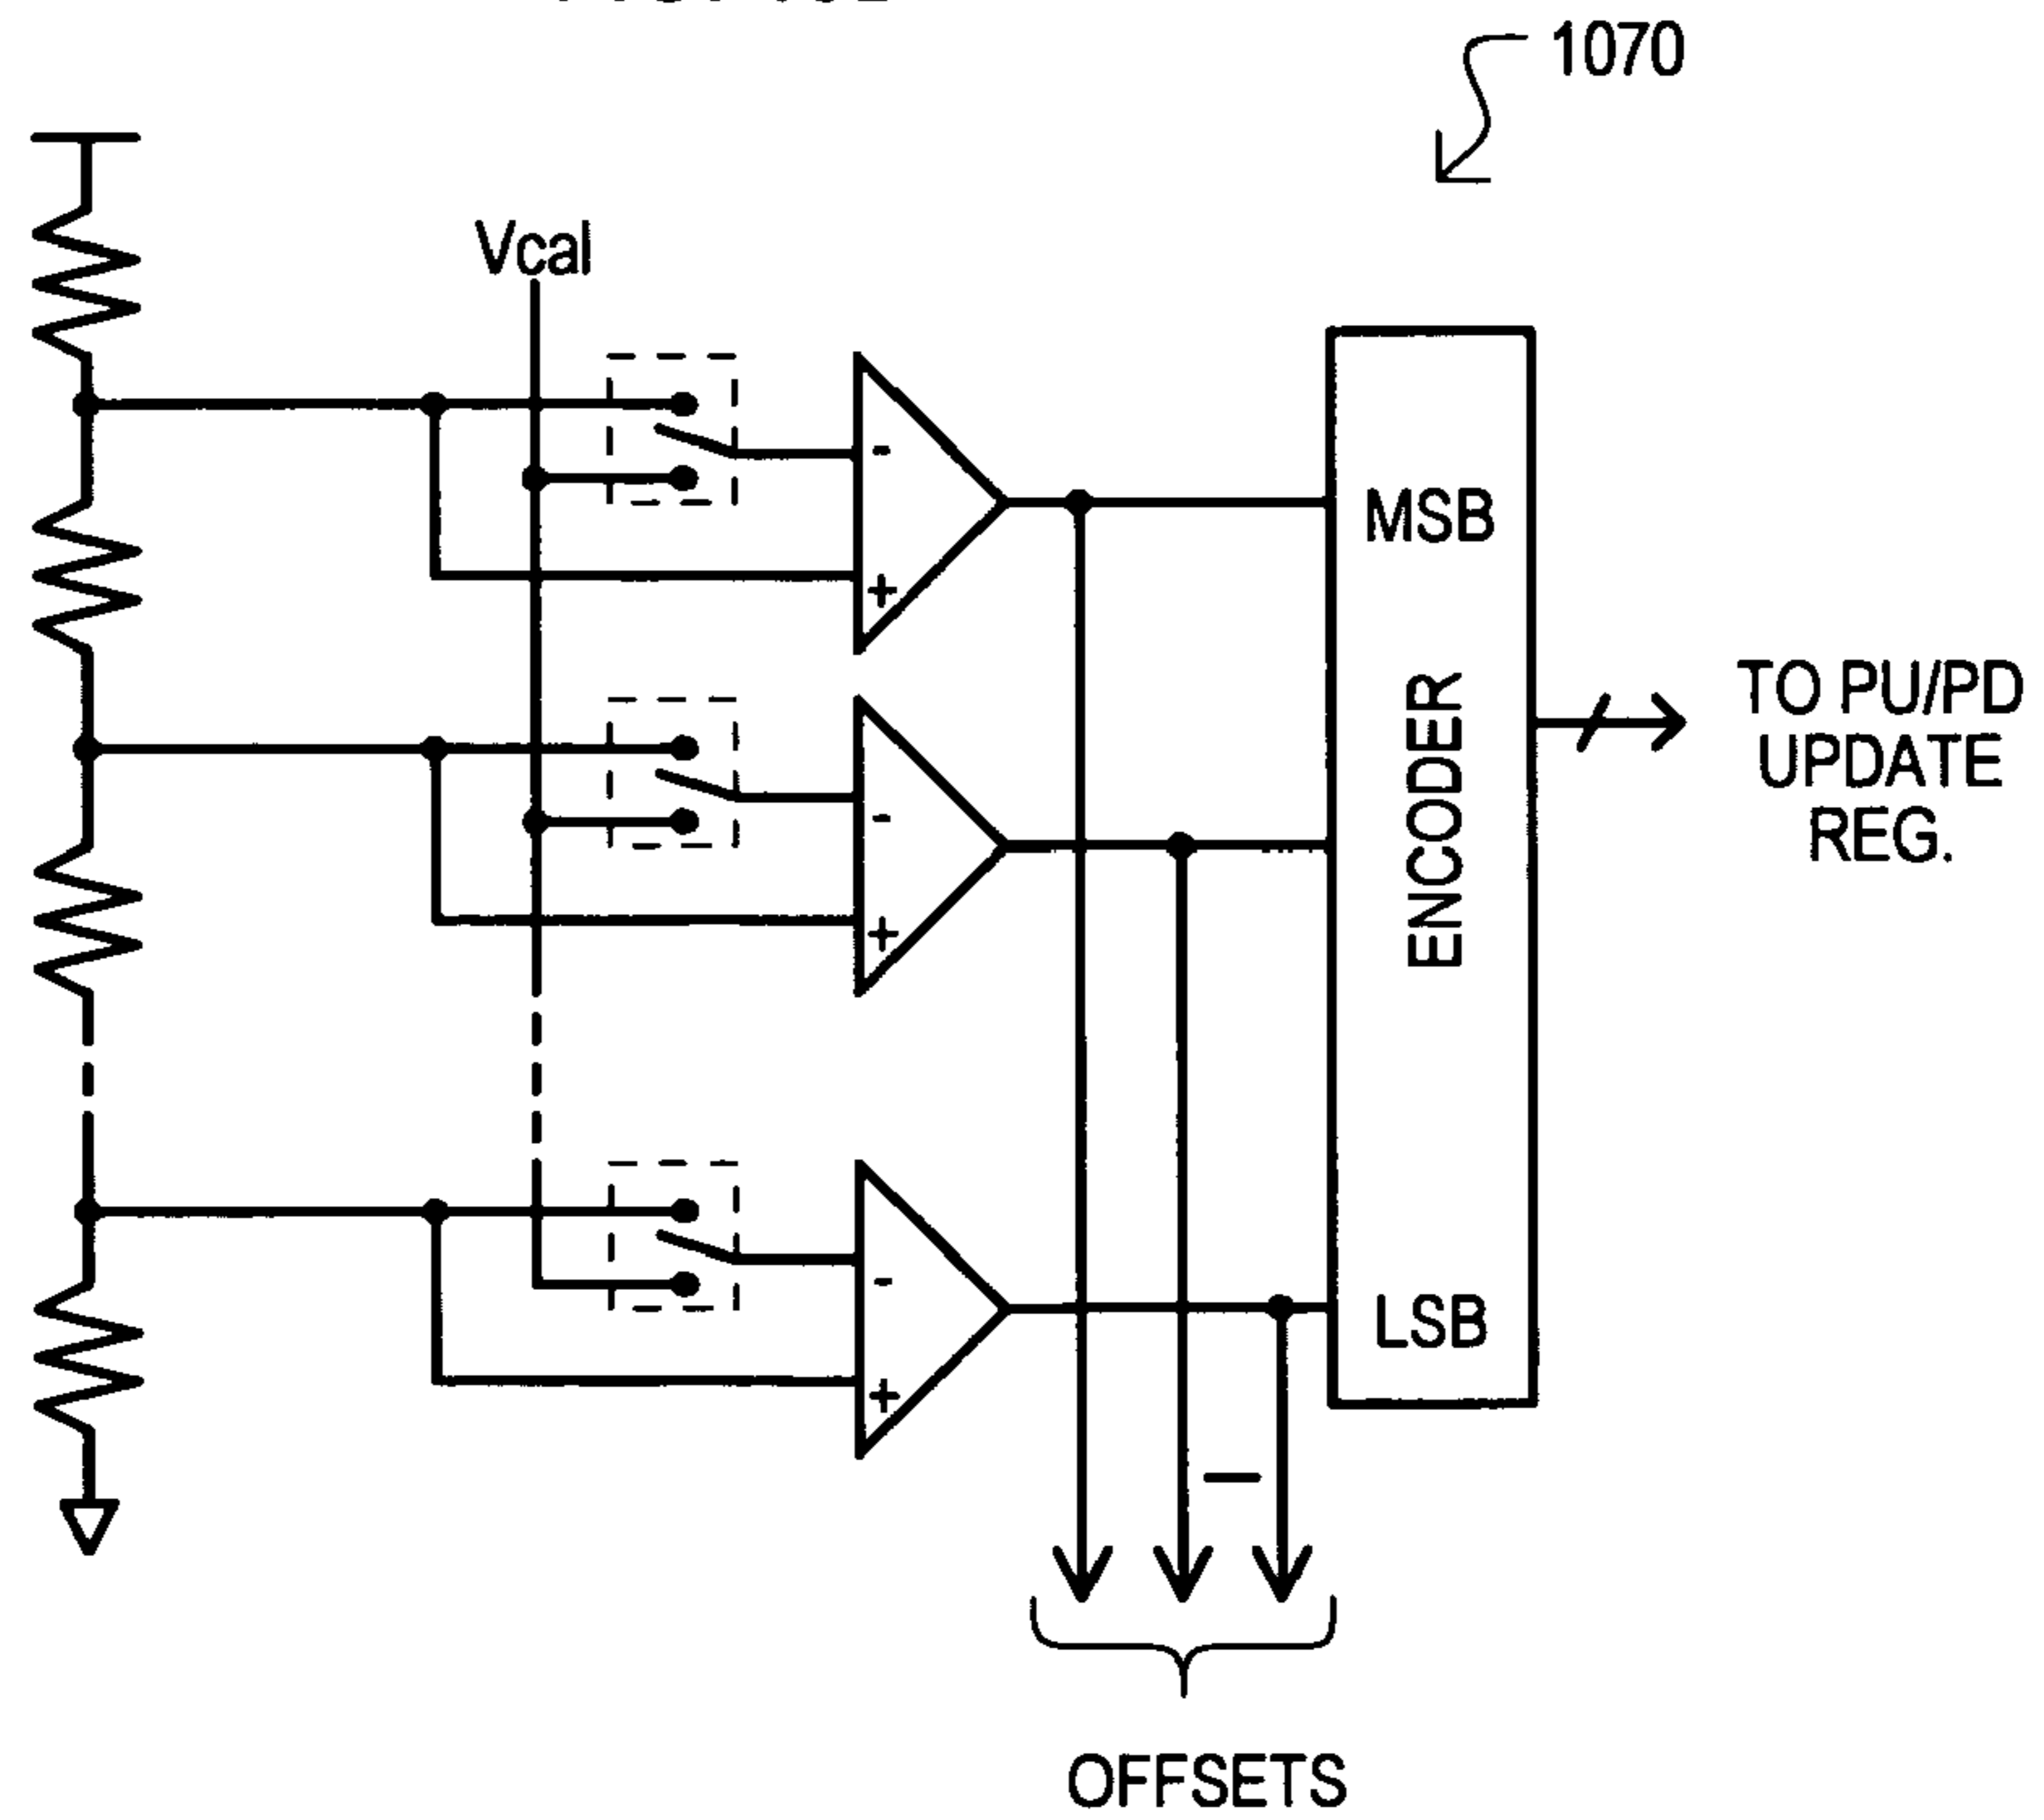 1070
Vcal
-
+
MSB
-
+
ENCODER
TO PU/PD
UPDATE
REG.
-
+
LSB
OFFSETS